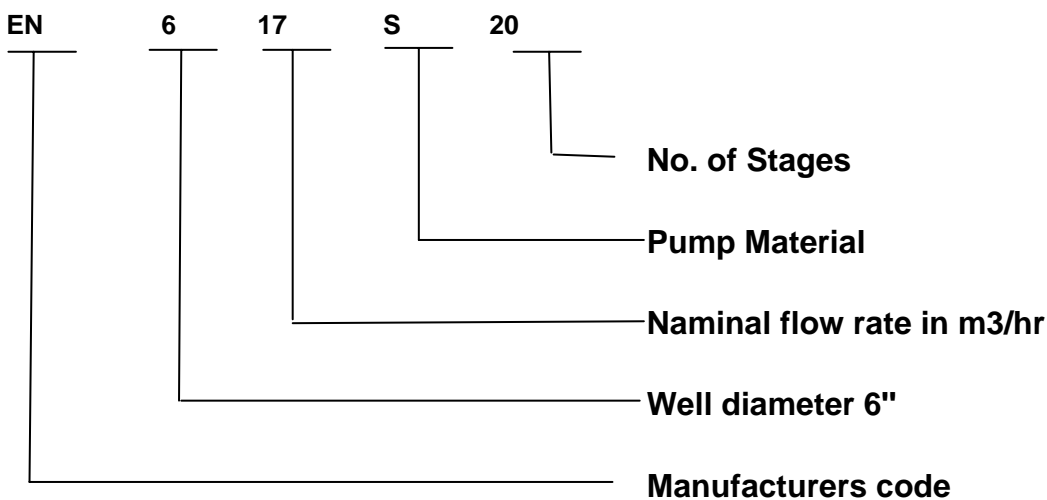 EN 6 17 S 20
No. of Stages
Pump Material
Naminal flow rate in m3/hr
Well diameter 6"
Manufacturers code